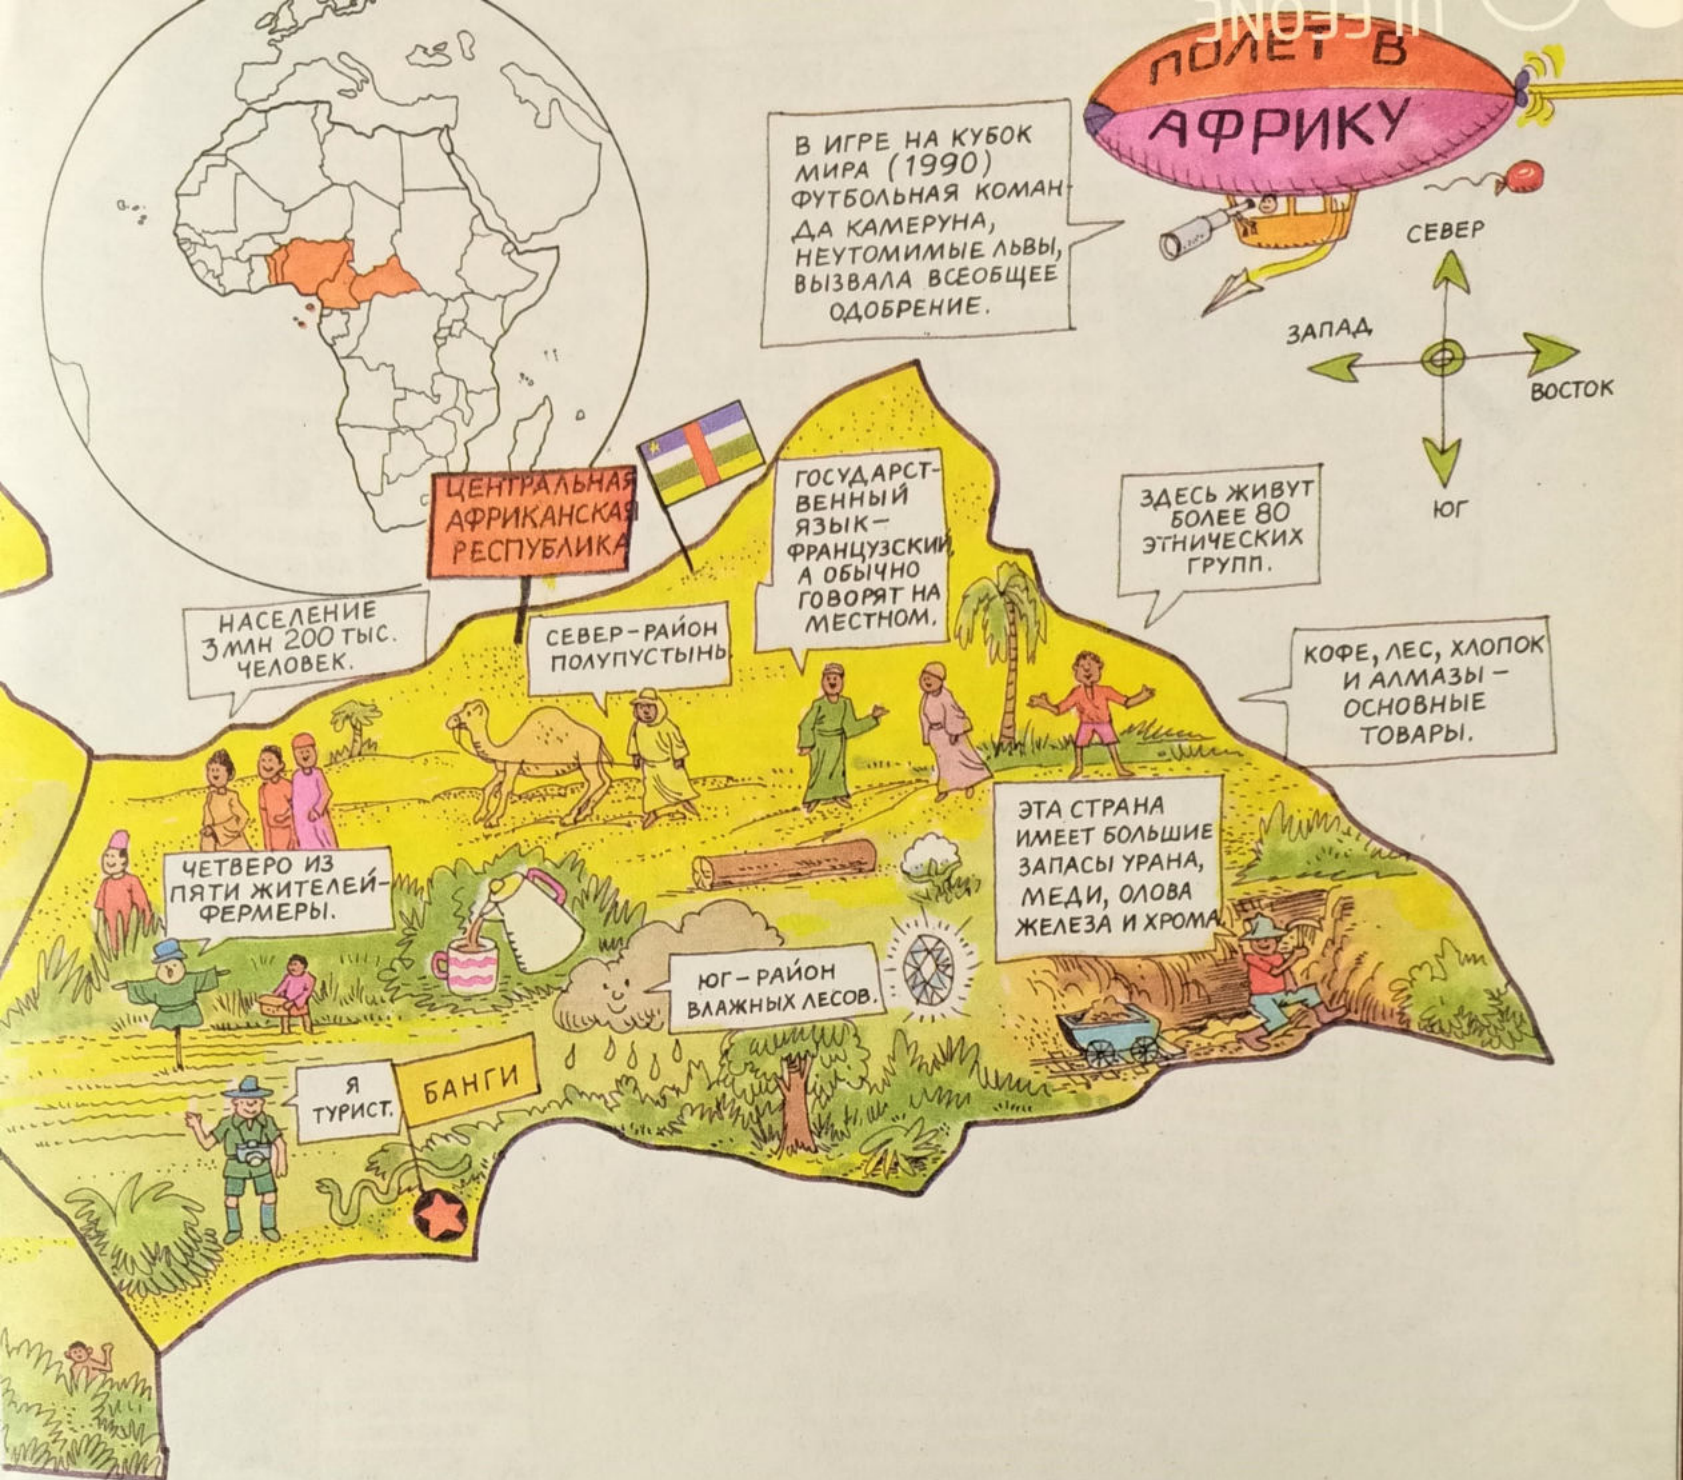 ПОЛЕТ В
АФРИКУ
В ИГРЕ НА КУБОК
МИРА (1990)
ФУТБОЛЬНАЯ КОМАН-
ДА КАМЕРУНА,
НЕУТОМИМЫЕ ЛЬВЫ,
ВЫЗВАЛА ВСЕОБЩЕЕ
ОДОБРЕНИЕ.
СЕВЕР
ЗАПАД
ВОСТОК
ЮГ
ЦЕНТРАЛЬНАЯ
АФРИКАНСКАЯ
РЕСПУБЛИКА
ГОСУДАРСТ-
ВЕННЫЙ
ЯЗЫК—
ФРАНЦУЗСКИЙ,
А ОБЫЧНО
ГОВОРЯТ НА
МЕСТНОМ.
ЗДЕСЬ ЖИВУТ
БОЛЕЕ 80
ЭТНИЧЕСКИХ
ГРУПП.
НАСЕЛЕНИЕ
3 МЛН 200 ТЫС.
ЧЕЛОВЕК.
СЕВЕР-РАЙОН
ПОЛУПУСТЫНЬ.
КОФЕ, ЛЕС, ХЛОПОК
И АЛМАЗЫ —
ОСНОВНЫЕ
ТОВАРЫ.
ЭТА СТРАНА
ИМЕЕТ БОЛЬШИЕ
ЗАПАСЫ УРАНА,
МЕДИ, ОЛОВА
ЖЕЛЕЗА И ХРОМА.
ЧЕТВЕРО ИЗ
ПЯТИ ЖИТЕЛЕЙ-
ФЕРМЕРЫ.
ЮГ-РАЙОН
ВЛАЖНЫХ ЛЕСОВ.
Я
ТУРИСТ.
БАНГИ